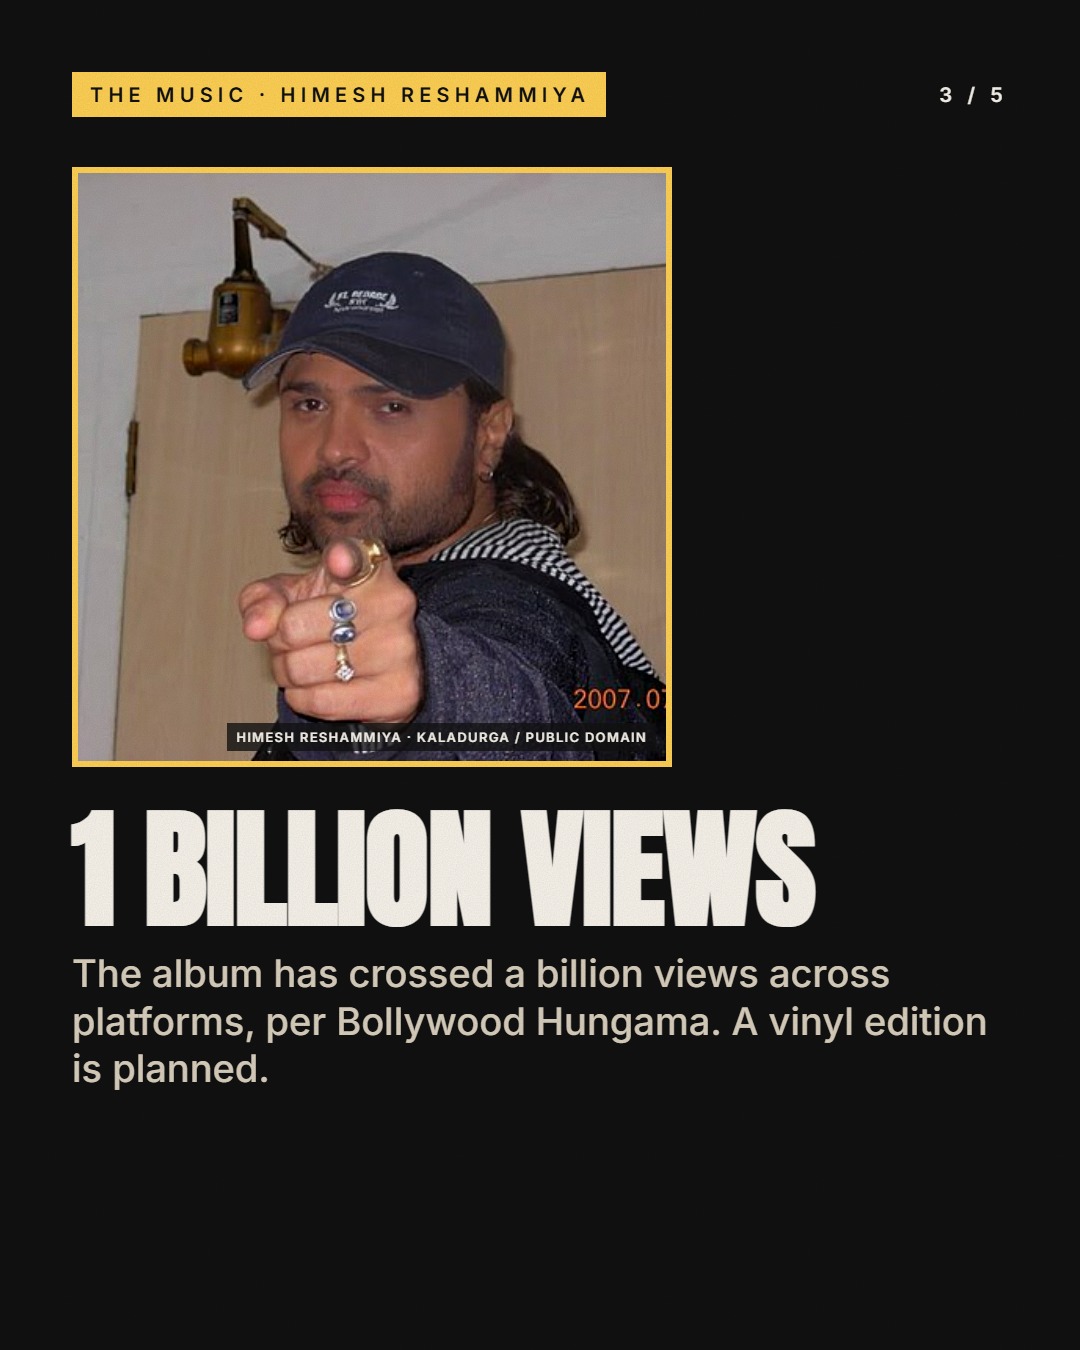 THE MUSIC · HIMESH RESHAMMIYA
3 / 5
2007.07
HIMESH RESHAMMIYA · KALADURGA / PUBLIC DOMAIN
1 BILLION VIEWS
The album has crossed a billion views across
platforms, per Bollywood Hungama. A vinyl edition
is planned.